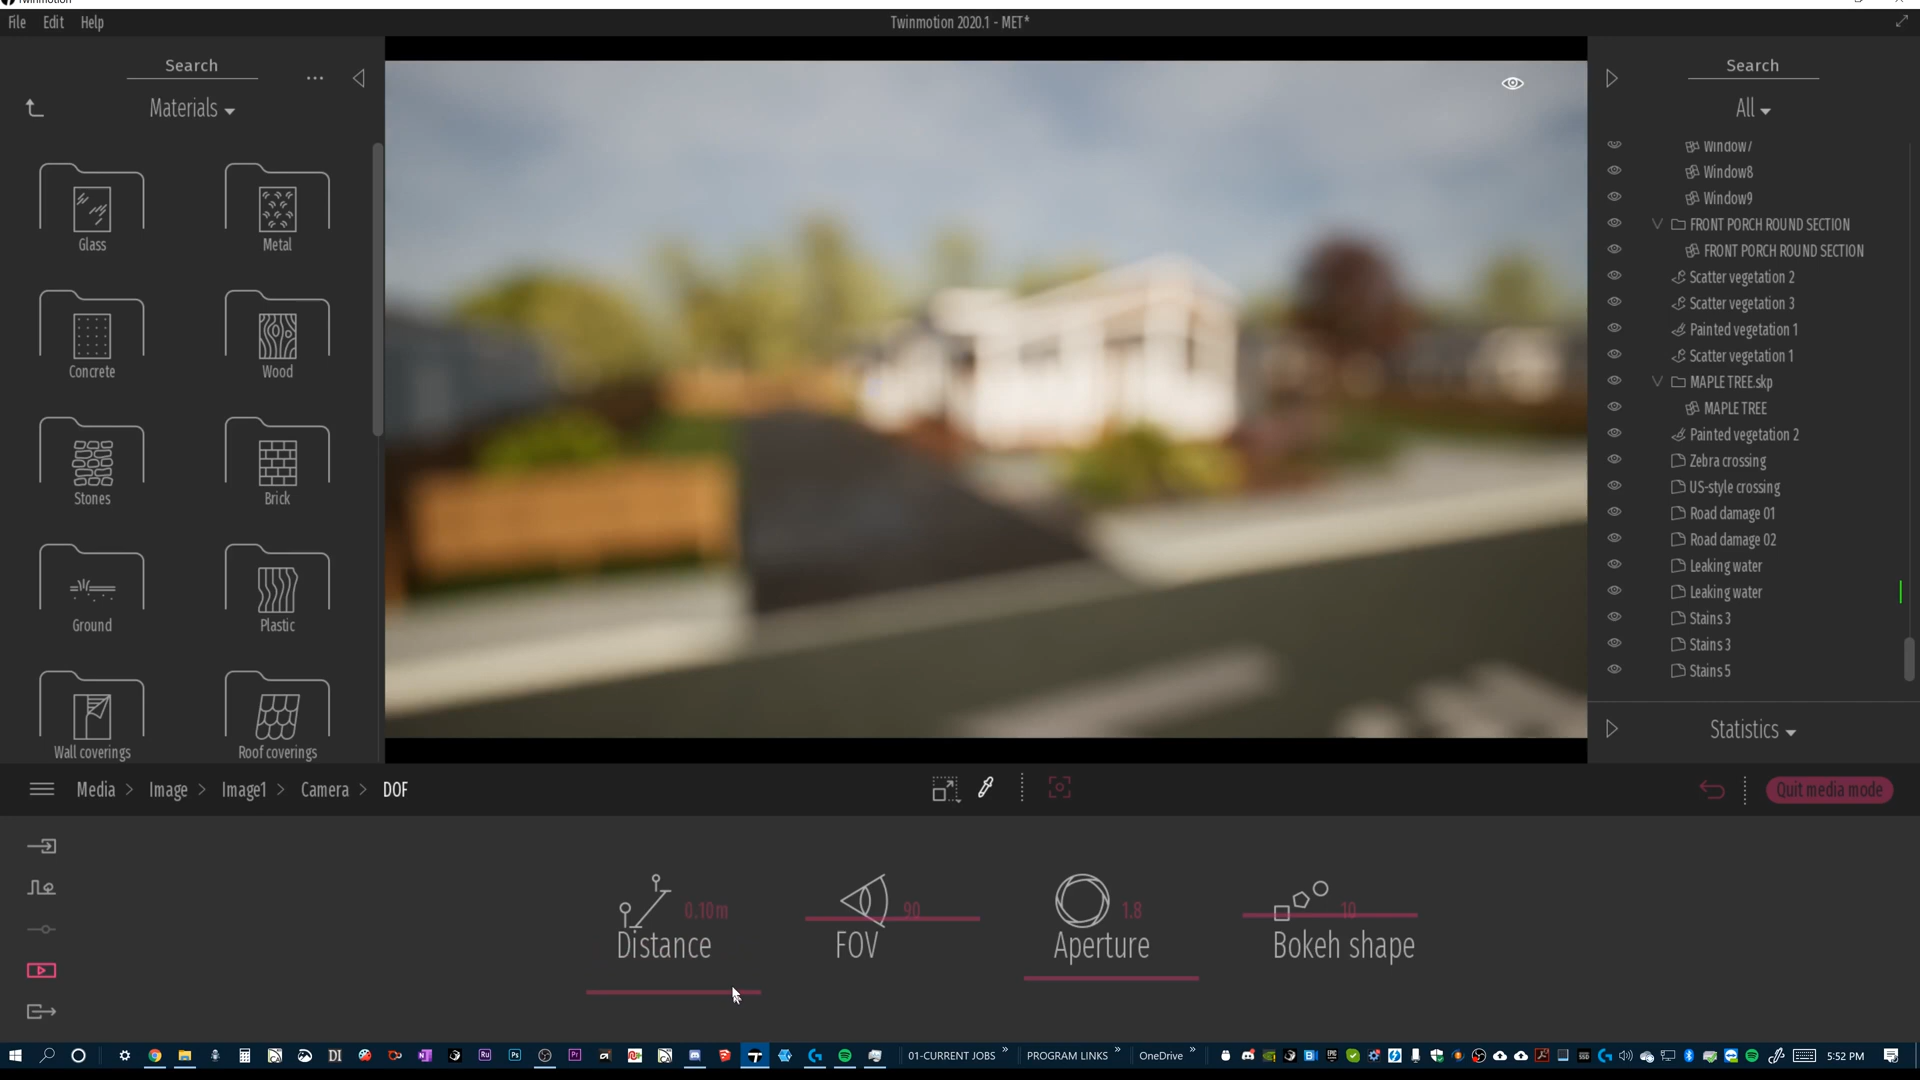 Twinmotion
File Edit Help
Twinmotion 2020.1 - MET*
Search
Materials
Glass
Metal
Concrete
Wood
Stones
Brick
Ground
Plastic
Wall coverings
Roof coverings
Search
All
Window7
Window8
Window9
FRONT PORCH ROUND SECTION
FRONT PORCH ROUND SECTION
Scatter vegetation 2
Scatter vegetation 3
Painted vegetation 1
Scatter vegetation 1
MAPLE TREE.skp
MAPLE TREE
Painted vegetation 2
Zebra crossing
US-style crossing
Road damage 01
Road damage 02
Leaking water
Leaking water
Stains 3
Stains 3
Stains 5
Statistics
Media > Image > Image1 > Camera > DOF
Quit media mode
0.10m
Distance
90
FOV
1.8
Aperture
10
Bokeh shape
01-CURRENT JOBS
PROGRAM LINKS
OneDrive
5:52 PM